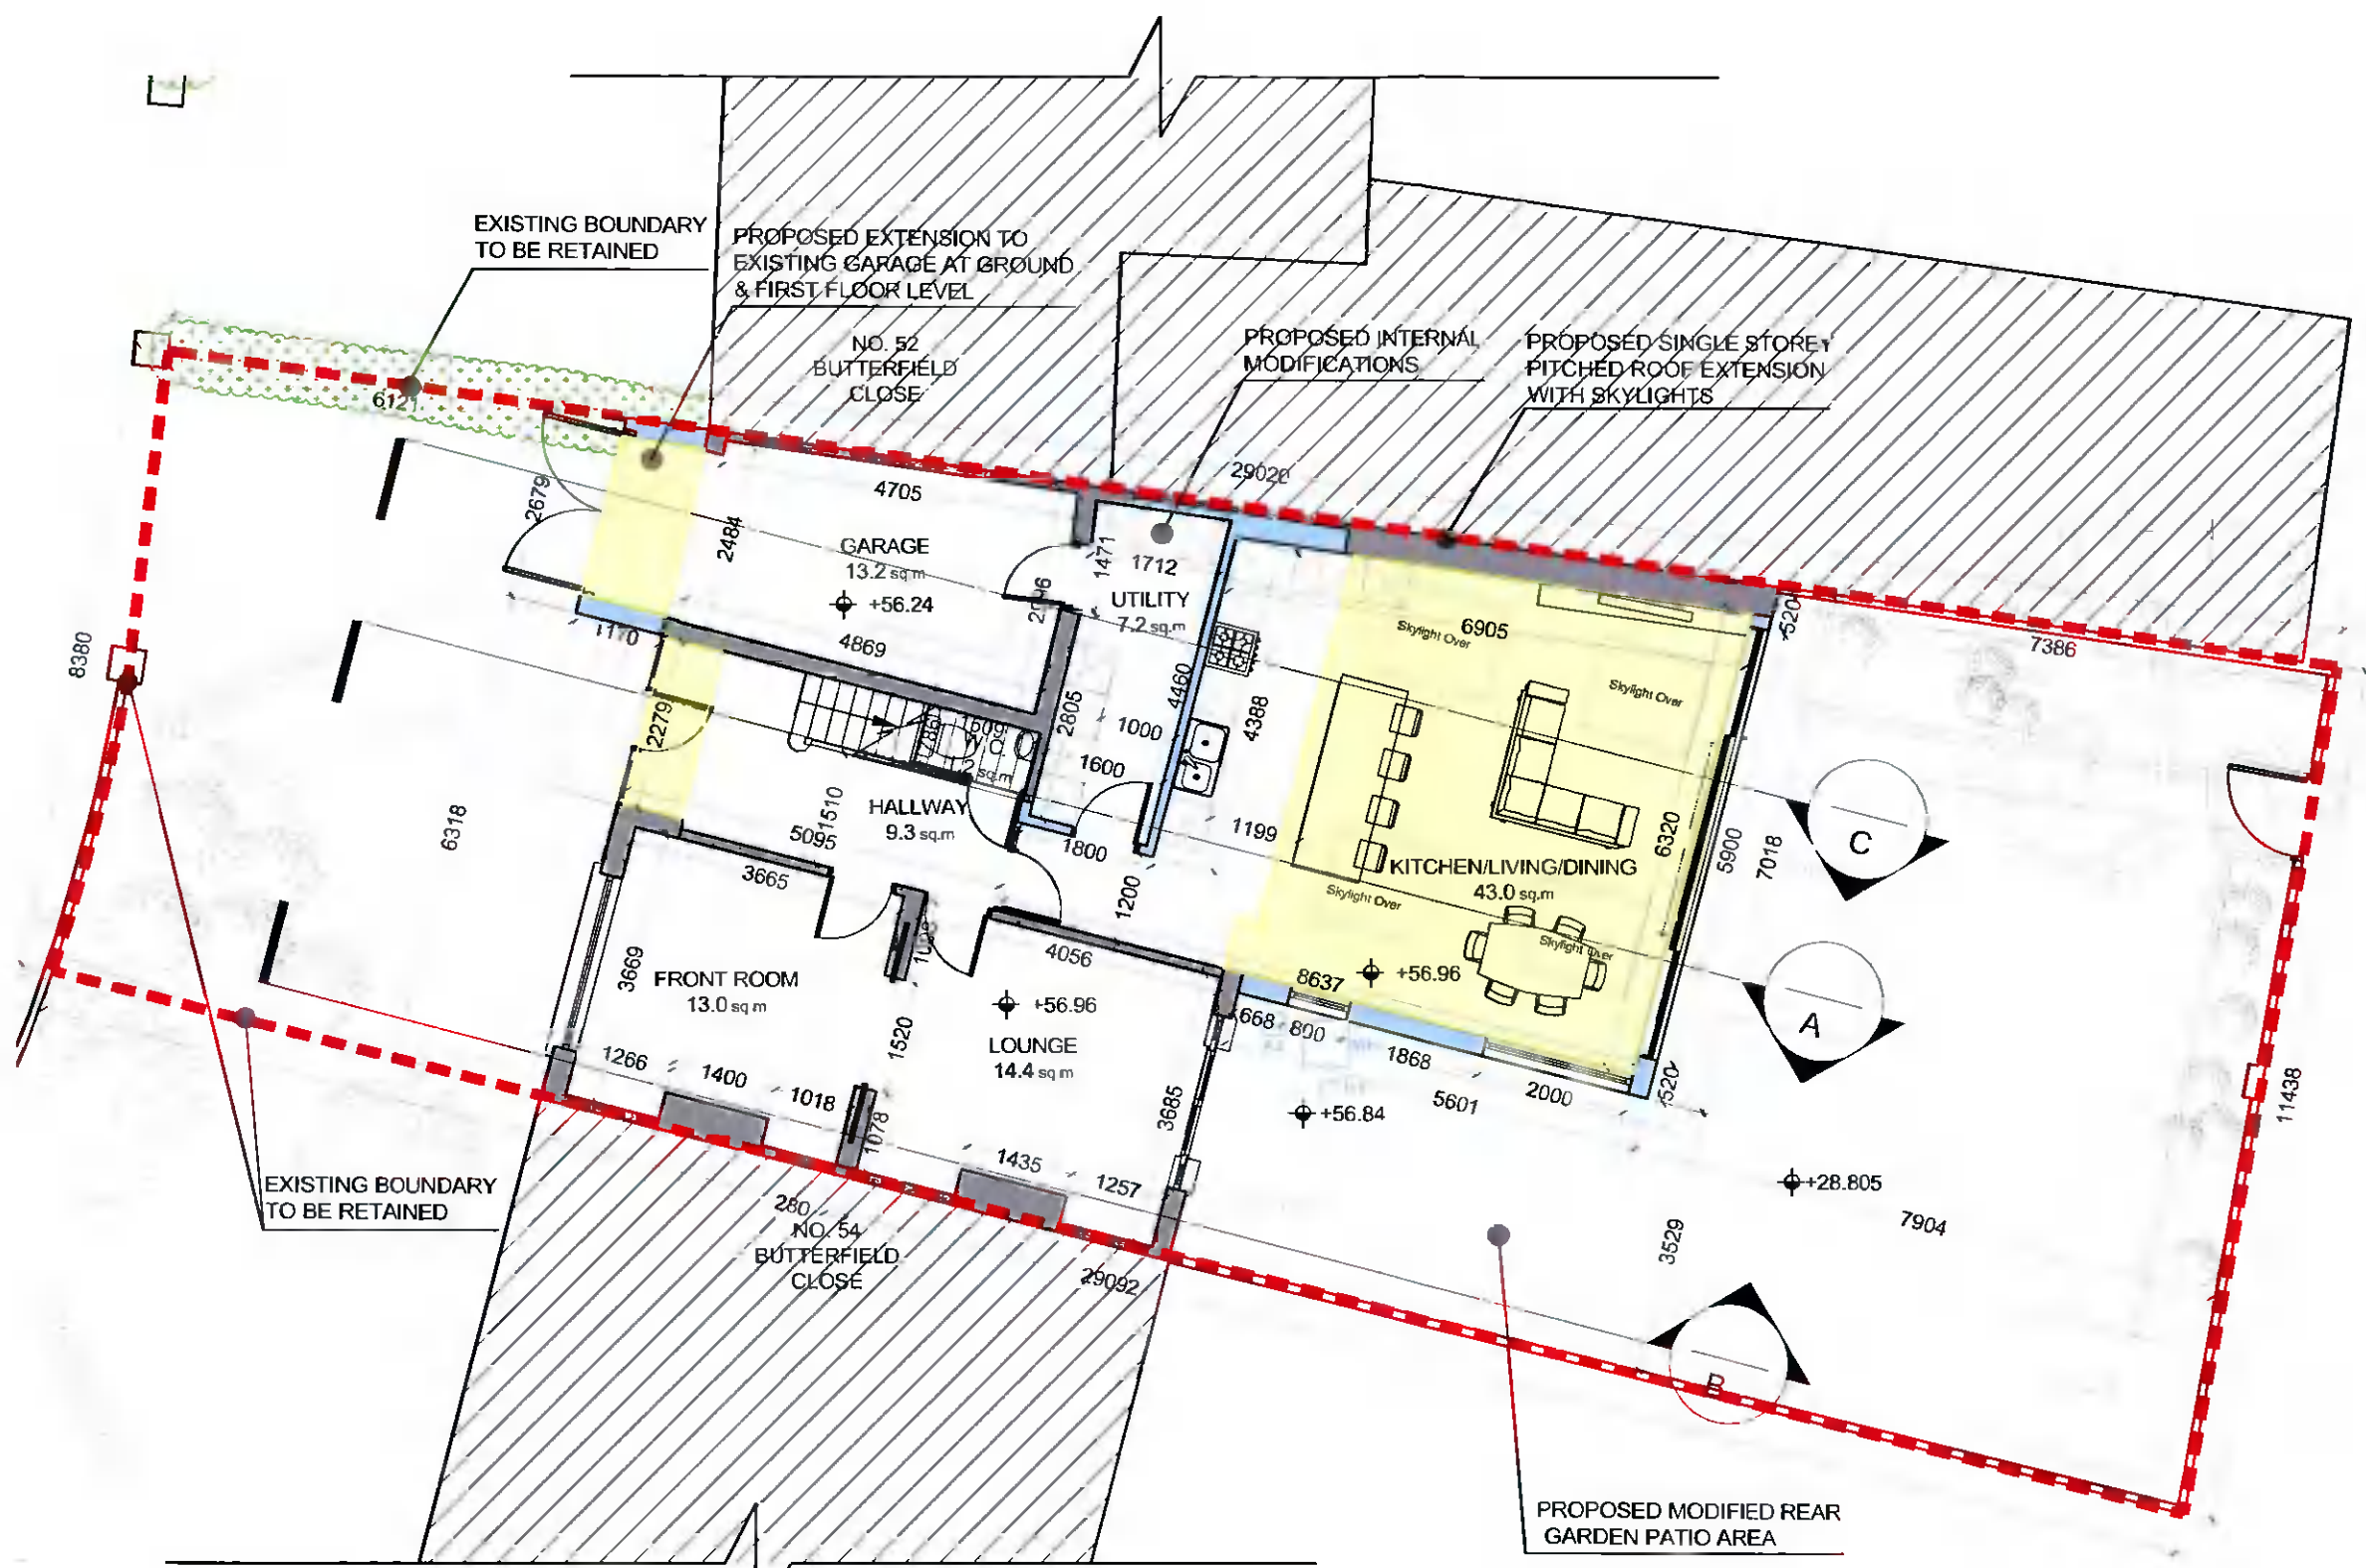 EXISTING BOUNDARY
TO BE RETAINED
PROPOSED EXTENSION TO
EXISTING GARAGE AT GROUND
& FIRST FLOOR LEVEL
NO. 52
BUTTERFIELD
CLOSE
PROPOSED INTERNAL
MODIFICATIONS
PROPOSED SINGLE STOREY
PITCHED ROOF EXTENSION
WITH SKYLIGHTS
6121
29020
4705
2679
2484
GARAGE
13.2 sq m
+56.24
1471
1712
UTILITY
7.2 sq.m
1170
4869
2279
2805
4460
1000
1600
4388
Skylight Over
6905
Skylight Over
520
7386
8380
6318
1609
W.C.
HALLWAY
9.3 sq.m
1510
5095
1800
1199
1200
3665
KITCHEN/LIVING/DINING
43.0 sq.m
Skylight Over
Skylight Over
6320
5900
7018
C
A
3669
FRONT ROOM
13.0 sq m
4056
+56.96
LOUNGE
14.4 sq m
1520
8637
+56.96
668
800
1868
2000
5601
1520
+56.84
1266
1400
1018
1078
1435
1257
3685
11438
+28.805
7904
3529
EXISTING BOUNDARY
TO BE RETAINED
280
NO. 54
BUTTERFIELD
CLOSE
29092
B
PROPOSED MODIFIED REAR
GARDEN PATIO AREA